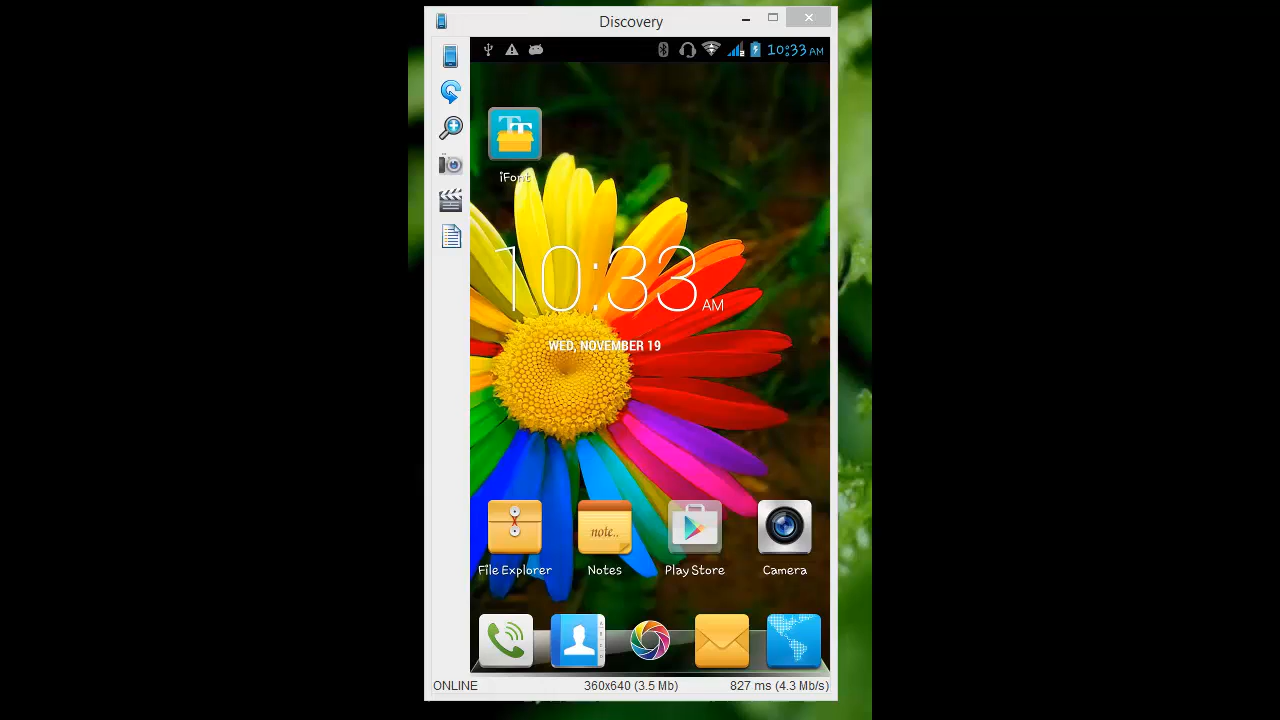 Discovery
10:33 AM
TT
iFont
10:33 AM
WED, NOVEMBER 19
note..
File Explorer
Notes
Play Store
Camera
ONLINE
360x640 (3.5 Mb)
827 ms (4.3 Mb/s)